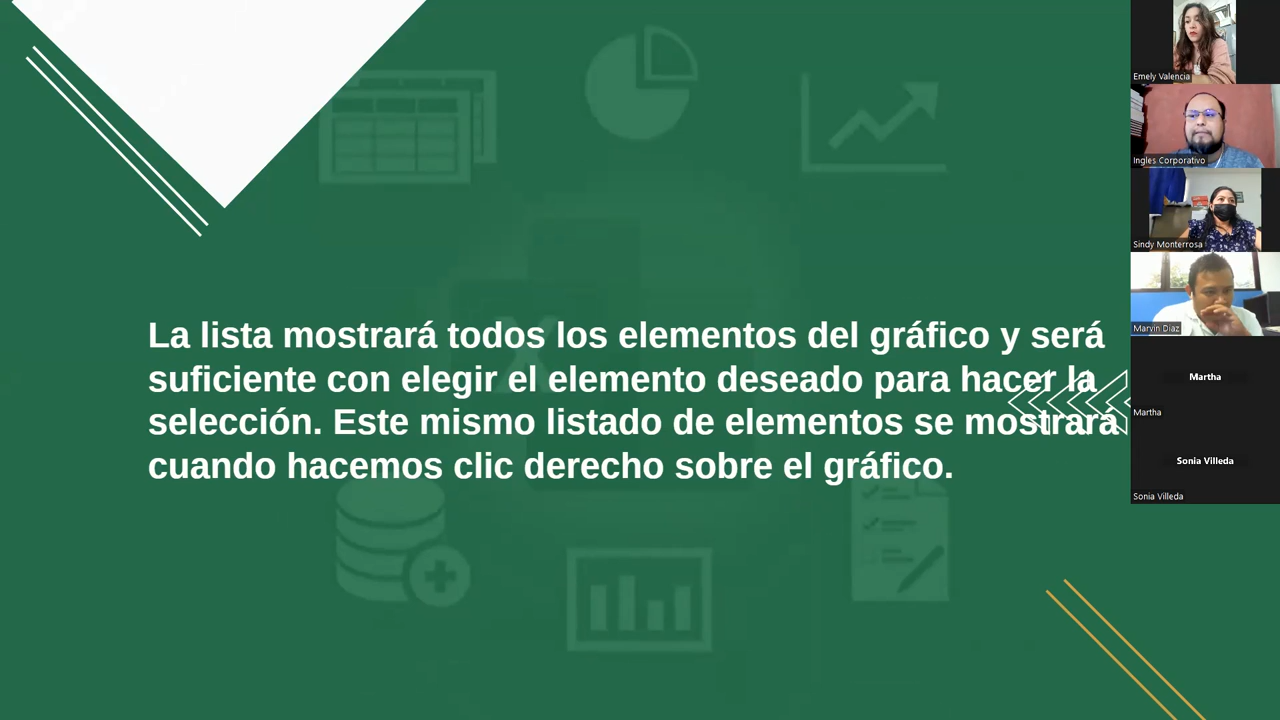 La lista mostrará todos los elementos del gráfico y será
suficiente con elegir el elemento deseado para hacer la
selección. Este mismo listado de elementos se mostrará
cuando hacemos clic derecho sobre el gráfico.
Emely Valencia
Ingles Corporativo
Sindy Monterrosa
Marvin Diaz
Martha
Martha
Sonia Villeda
Sonia Villeda